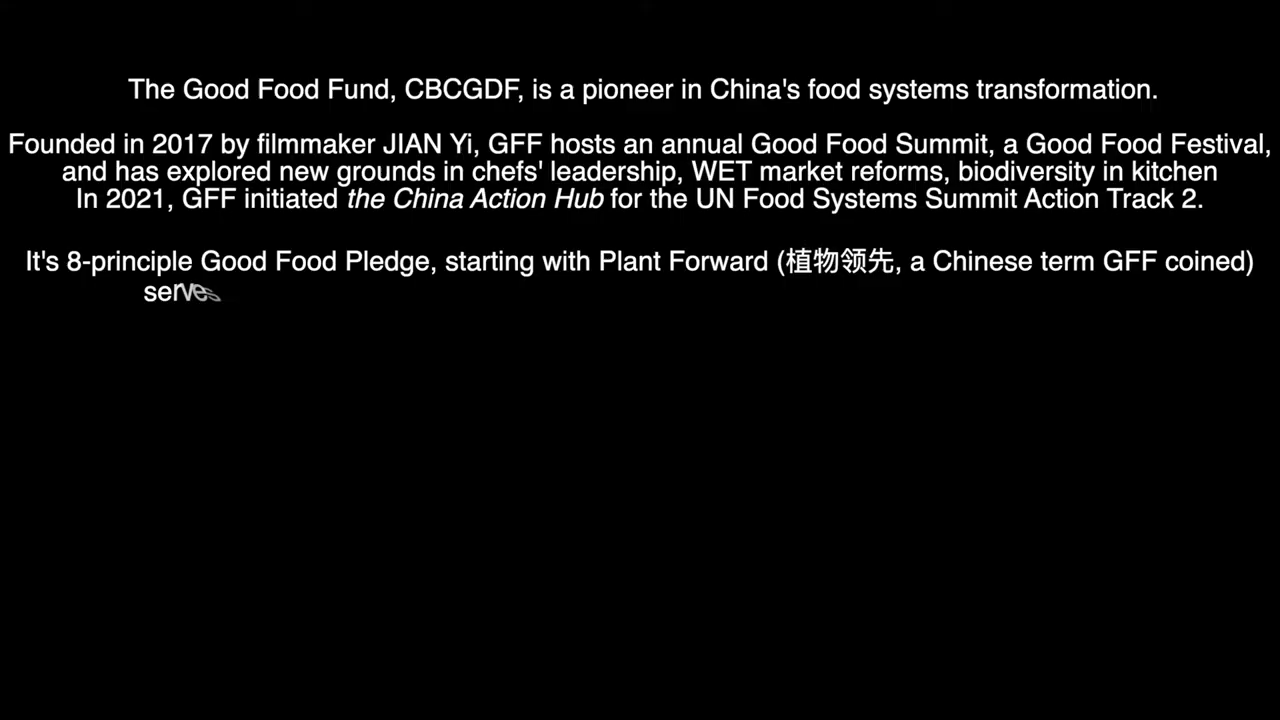 The Good Food Fund, CBCGDF, is a pioneer in China's food systems transformation.
Founded in 2017 by filmmaker JIAN Yi, GFF hosts an annual Good Food Summit, a Good Food Festival,
and has explored new grounds in chefs' leadership, WET market reforms, biodiversity in kitchen
In 2021, GFF initiated the China Action Hub for the UN Food Systems Summit Action Track 2.
It's 8-principle Good Food Pledge, starting with Plant Forward (植物领先, a Chinese term GFF coined)
serves